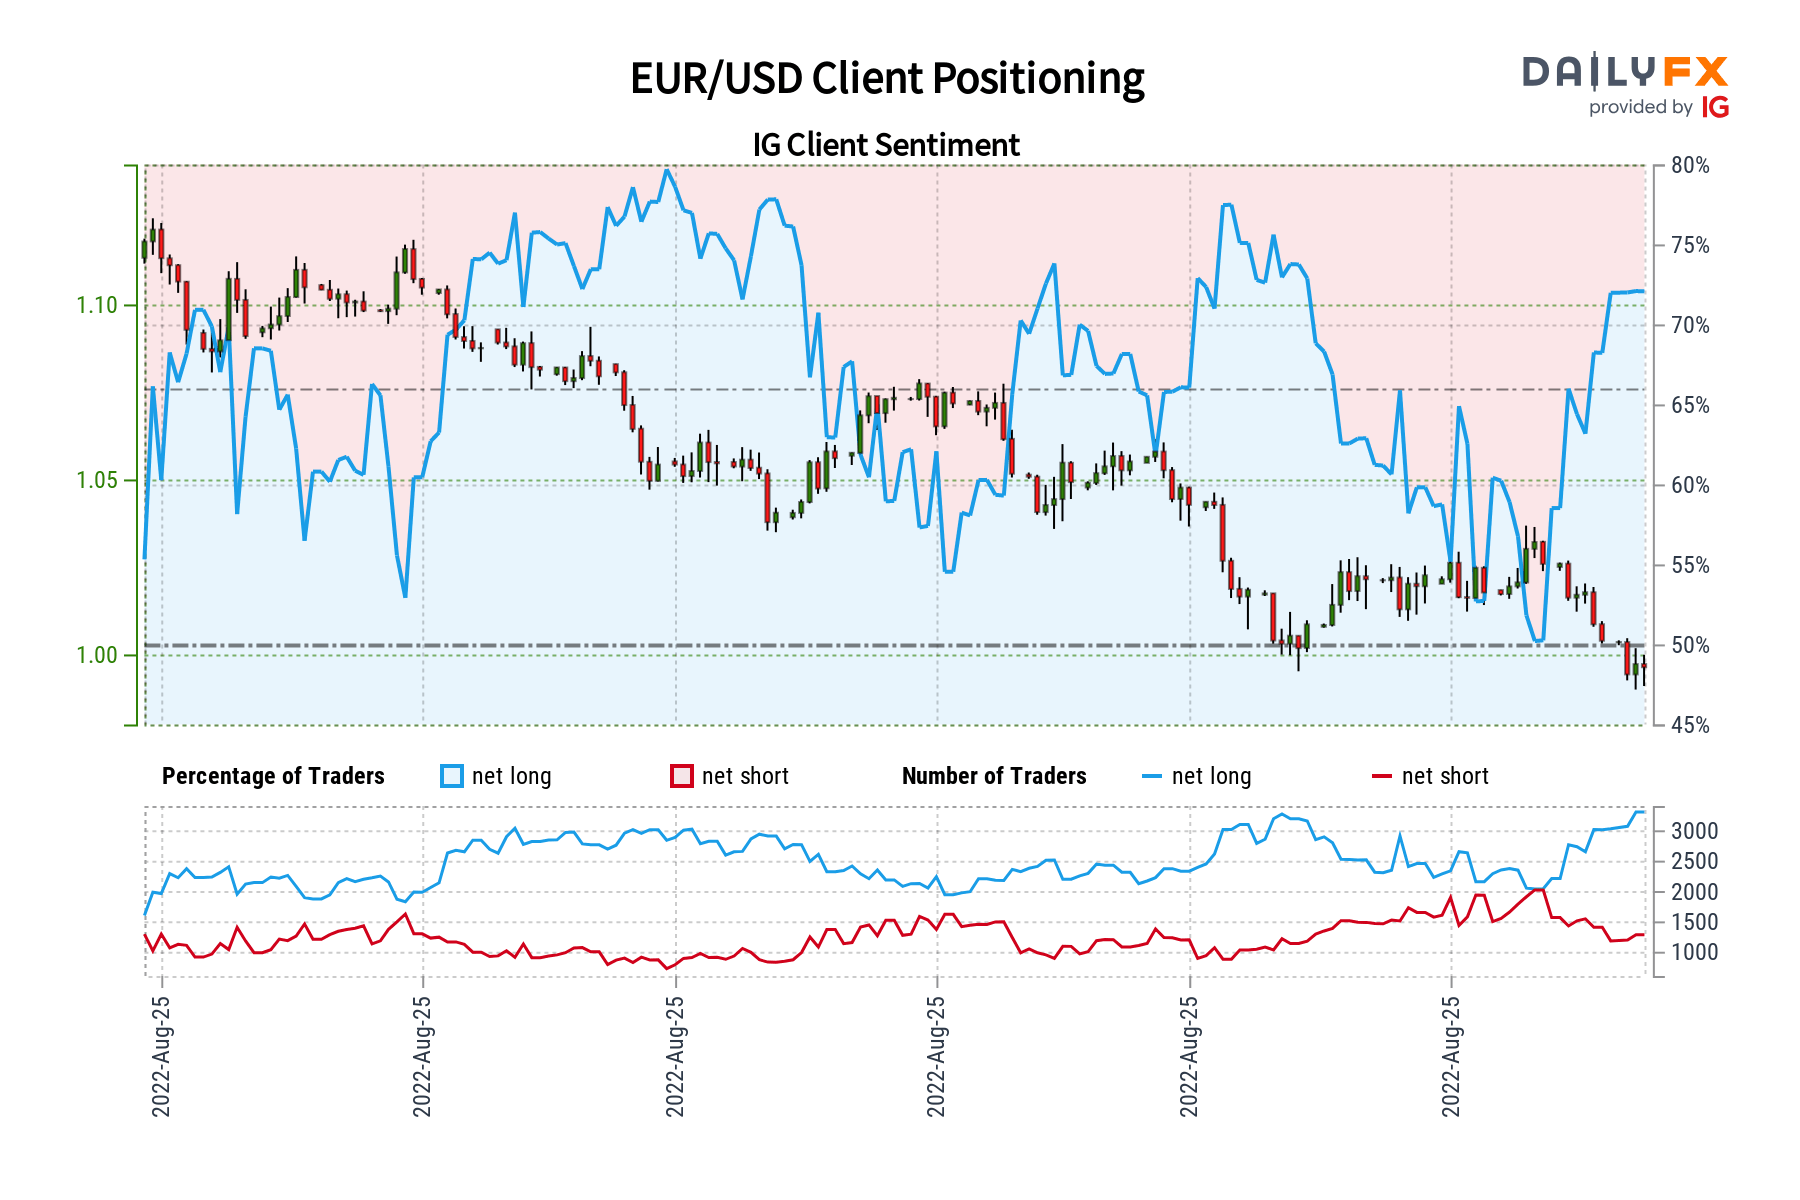 EUR/USD Client Positioning
DAILYFX
provided by IG
IG Client Sentiment
80%
75%
1.10
70%
65%
1.05
60%
55%
1.00
50%
45%
Percentage of Traders net long net short Number of Traders net long net short
3000
2500
2000
1500
1000
2022-Aug-25
2022-Aug-25
2022-Aug-25
2022-Aug-25
2022-Aug-25
2022-Aug-25